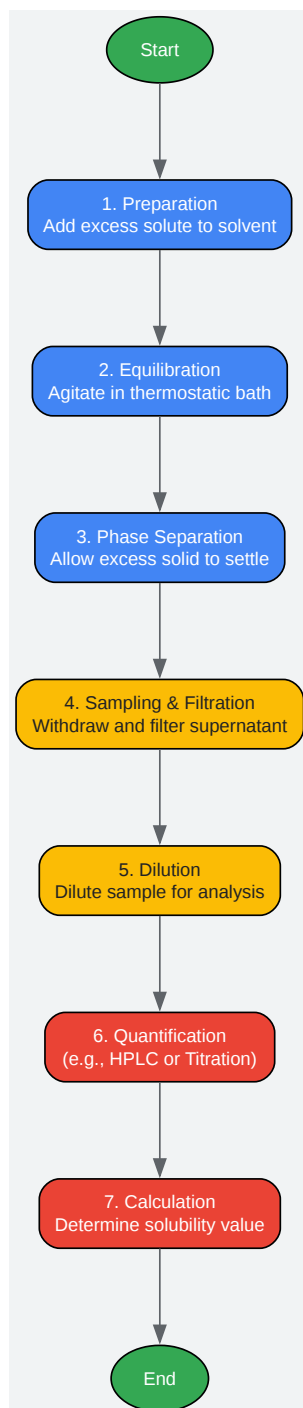 Start
1. Preparation
Add excess solute to solvent
2. Equilibration
Agitate in thermostatic bath
3. Phase Separation
Allow excess solid to settle
4. Sampling & Filtration
Withdraw and filter supernatant
5. Dilution
Dilute sample for analysis
6. Quantification
(e.g., HPLC or Titration)
7. Calculation
Determine solubility value
End